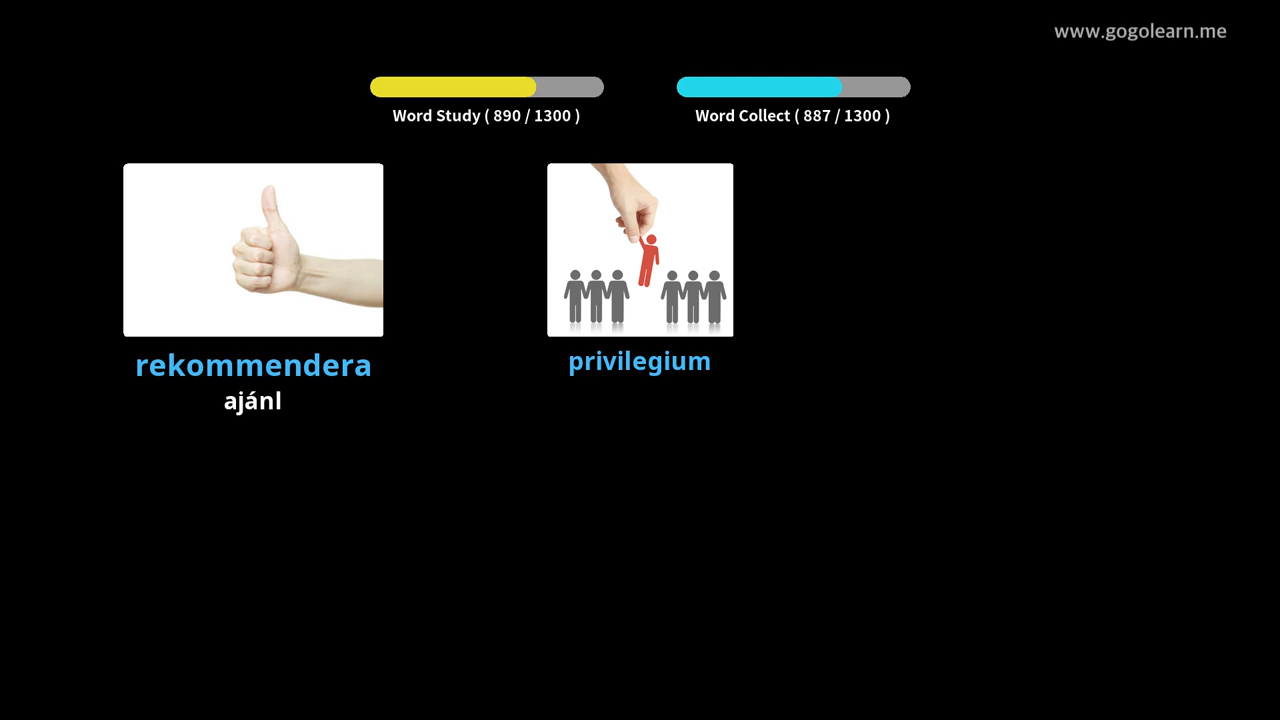 www.gogolearn.me
Word Study ( 890 / 1300 )
Word Collect ( 887 / 1300 )
rekommendera
ajánl
privilegium